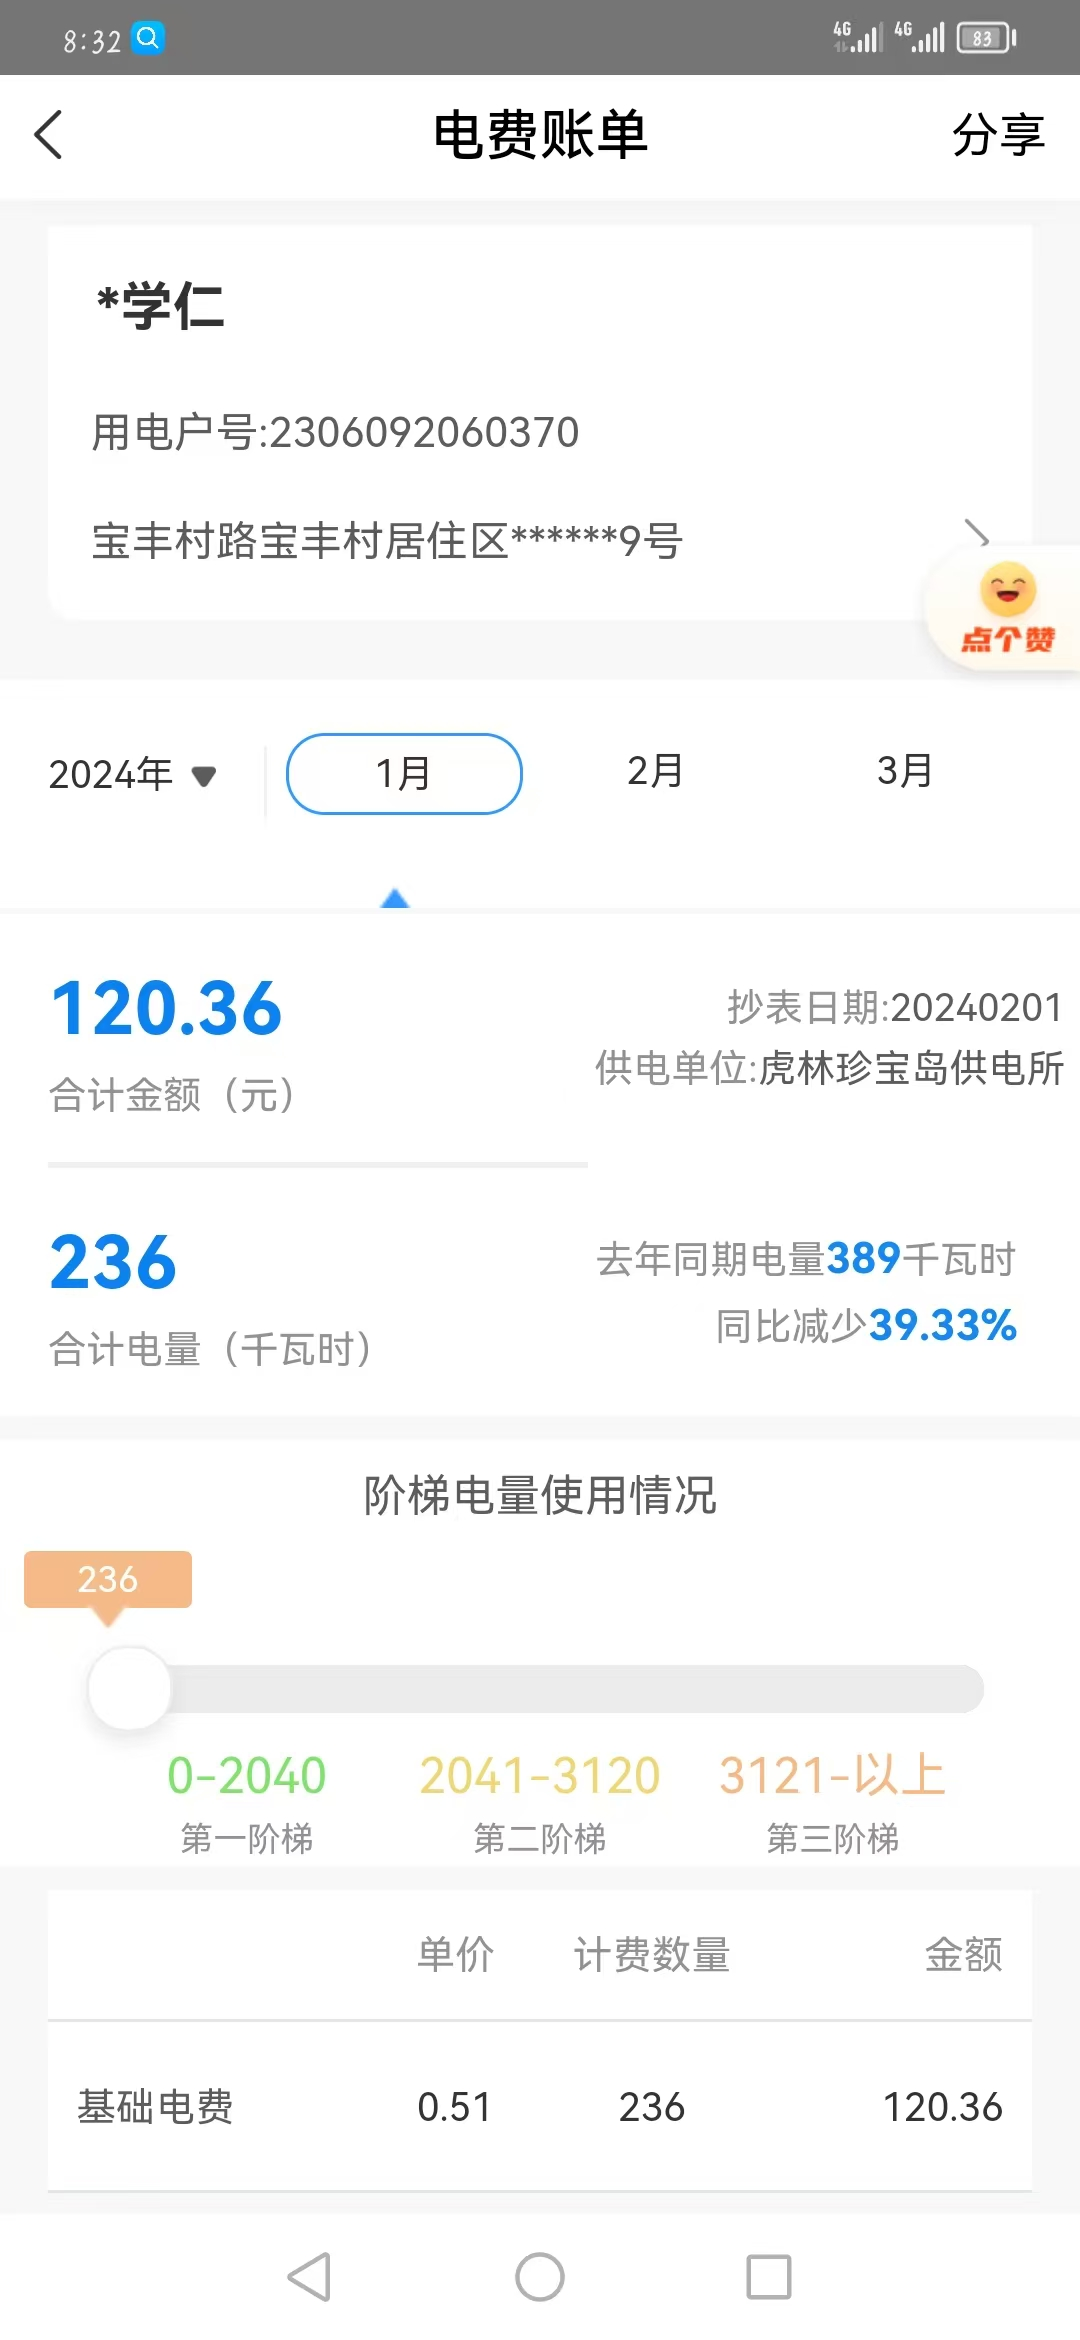 8:32
4G 4G 83
电费账单
分享
*学仁
用电户号:2306092060370
宝丰村路宝丰村居住区******9号
点个赞
2024年 1月 2月 3月
120.36
合计金额（元）
抄表日期:20240201
供电单位:虎林珍宝岛供电所
236
合计电量（千瓦时）
去年同期电量389千瓦时
同比减少39.33%
阶梯电量使用情况
236
0-2040 2041-3120 3121-以上
第一阶梯 第二阶梯 第三阶梯
单价 计费数量 金额
基础电费 0.51 236 120.36